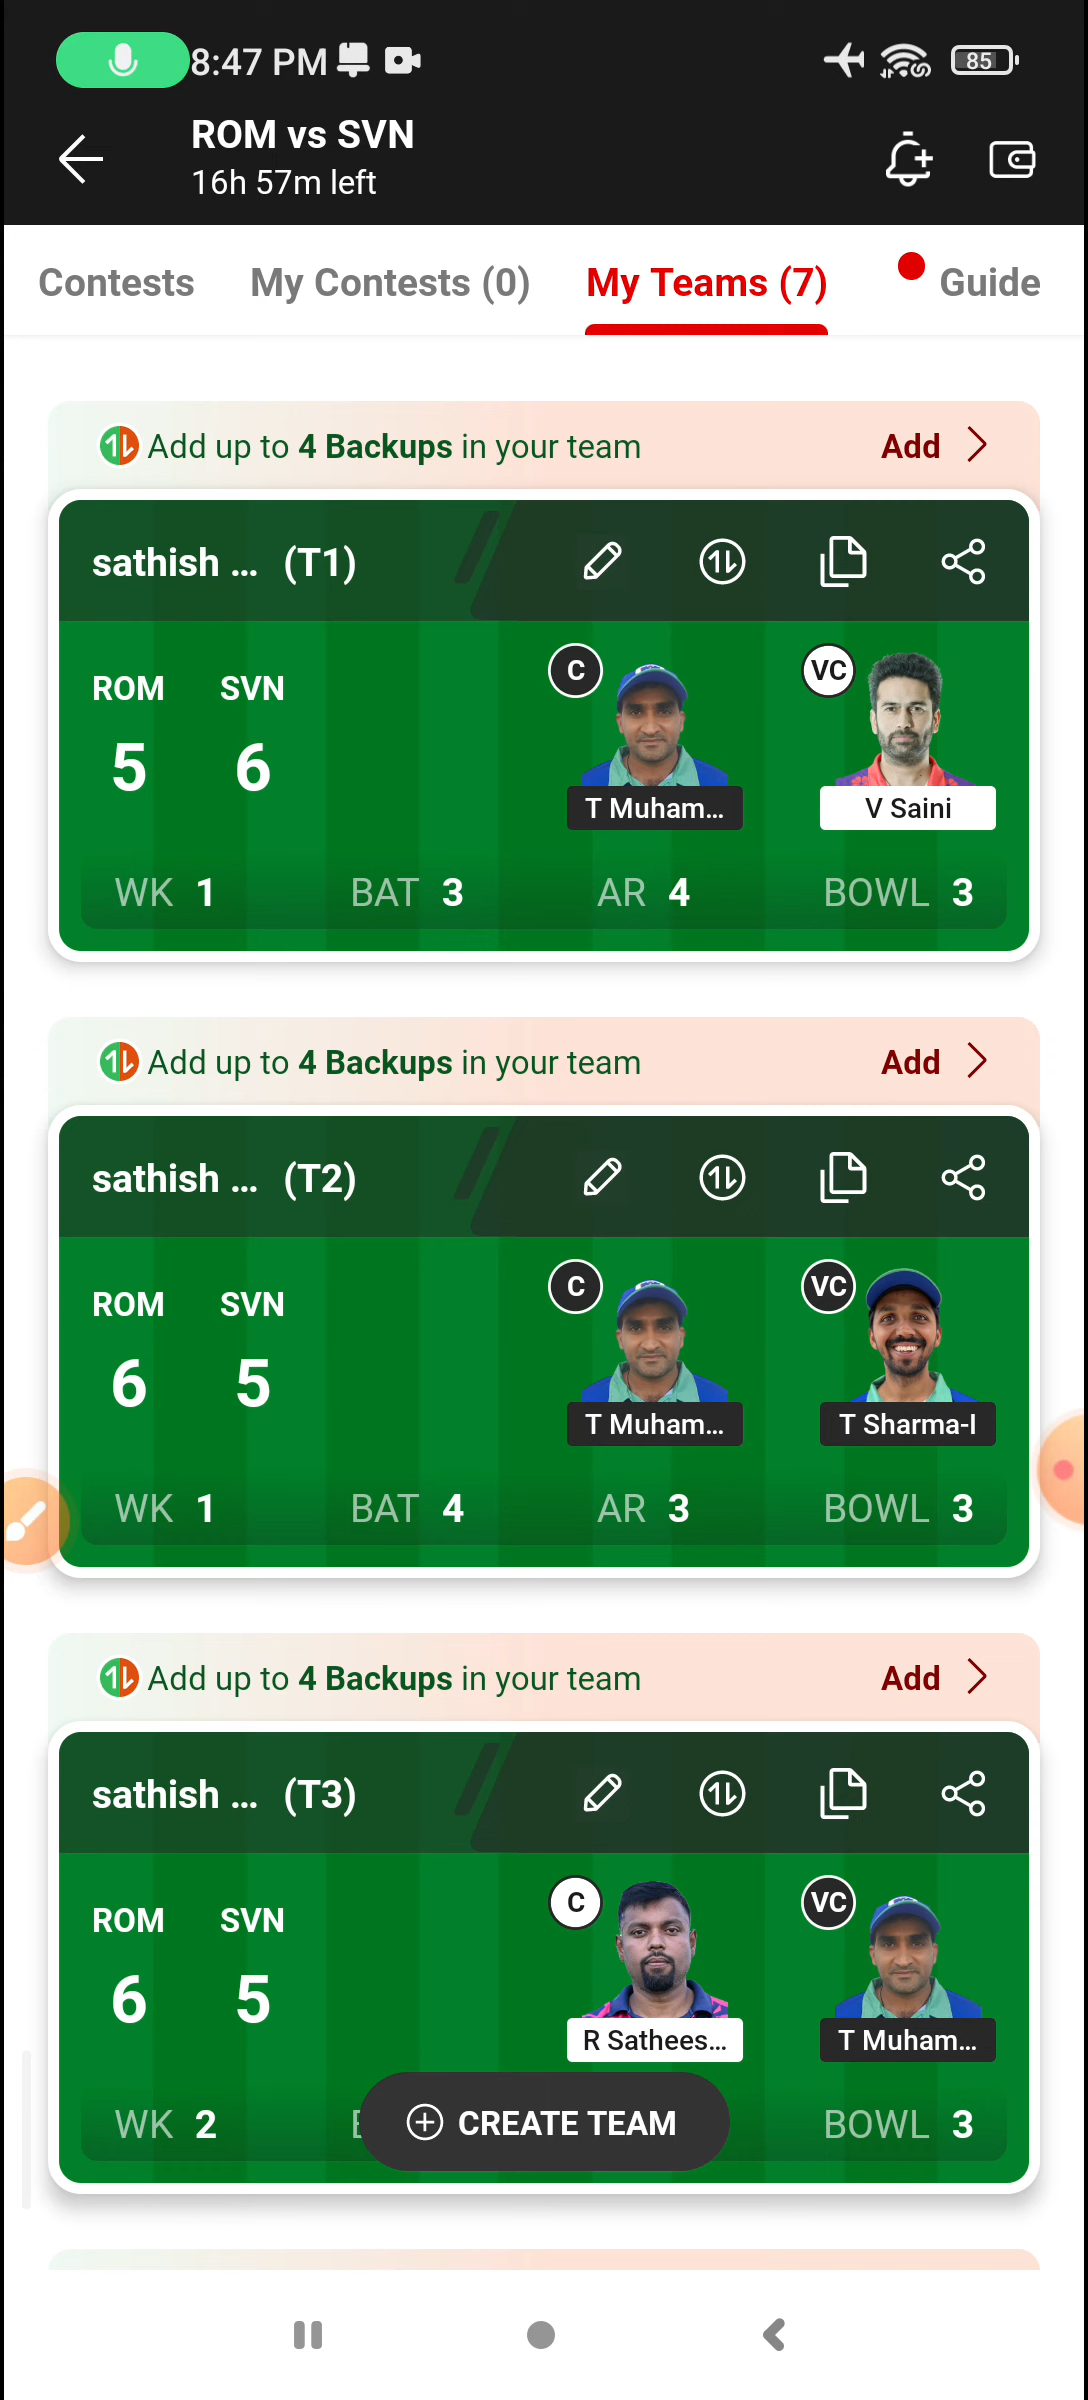 8:47 PM
85
ROM vs SVN
16h 57m left
Contests
My Contests (0)
My Teams (7)
Guide
Add up to 4 Backups in your team
Add
sathish ... (T1)
ROM SVN
5 6
C
VC
T Muham...
V Saini
WK 1 BAT 3 AR 4 BOWL 3
Add up to 4 Backups in your team
Add
sathish ... (T2)
ROM SVN
6 5
C
VC
T Muham...
T Sharma-I
WK 1 BAT 4 AR 3 BOWL 3
Add up to 4 Backups in your team
Add
sathish ... (T3)
ROM SVN
6 5
C
VC
R Sathees...
T Muham...
WK 2 BOWL 3
CREATE TEAM